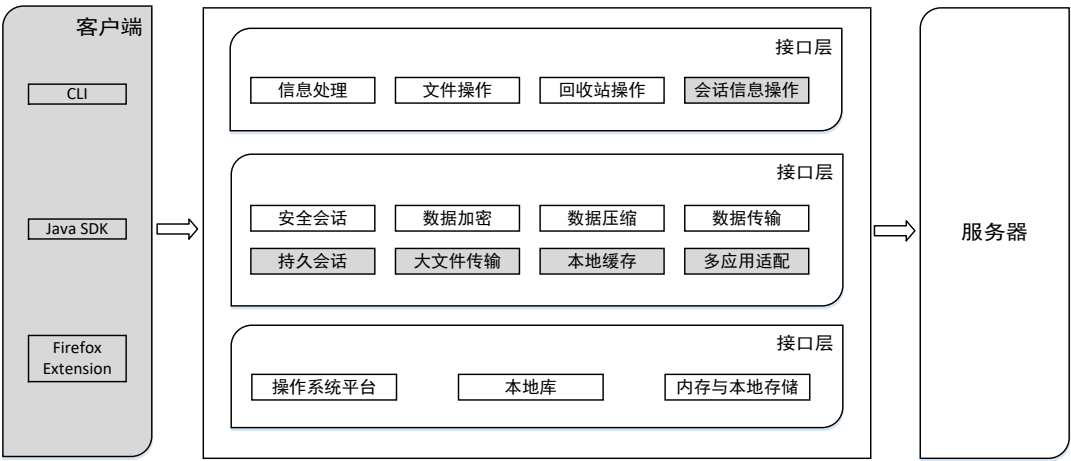 客户端
CLI
Java SDK
Firefox
Extension
接口层
信息处理 文件操作 回收站操作 会话信息操作
接口层
安全会话 数据加密 数据压缩 数据传输
持久会话 大文件传输 本地缓存 多应用适配
接口层
操作系统平台 本地库 内存与本地存储
服务器